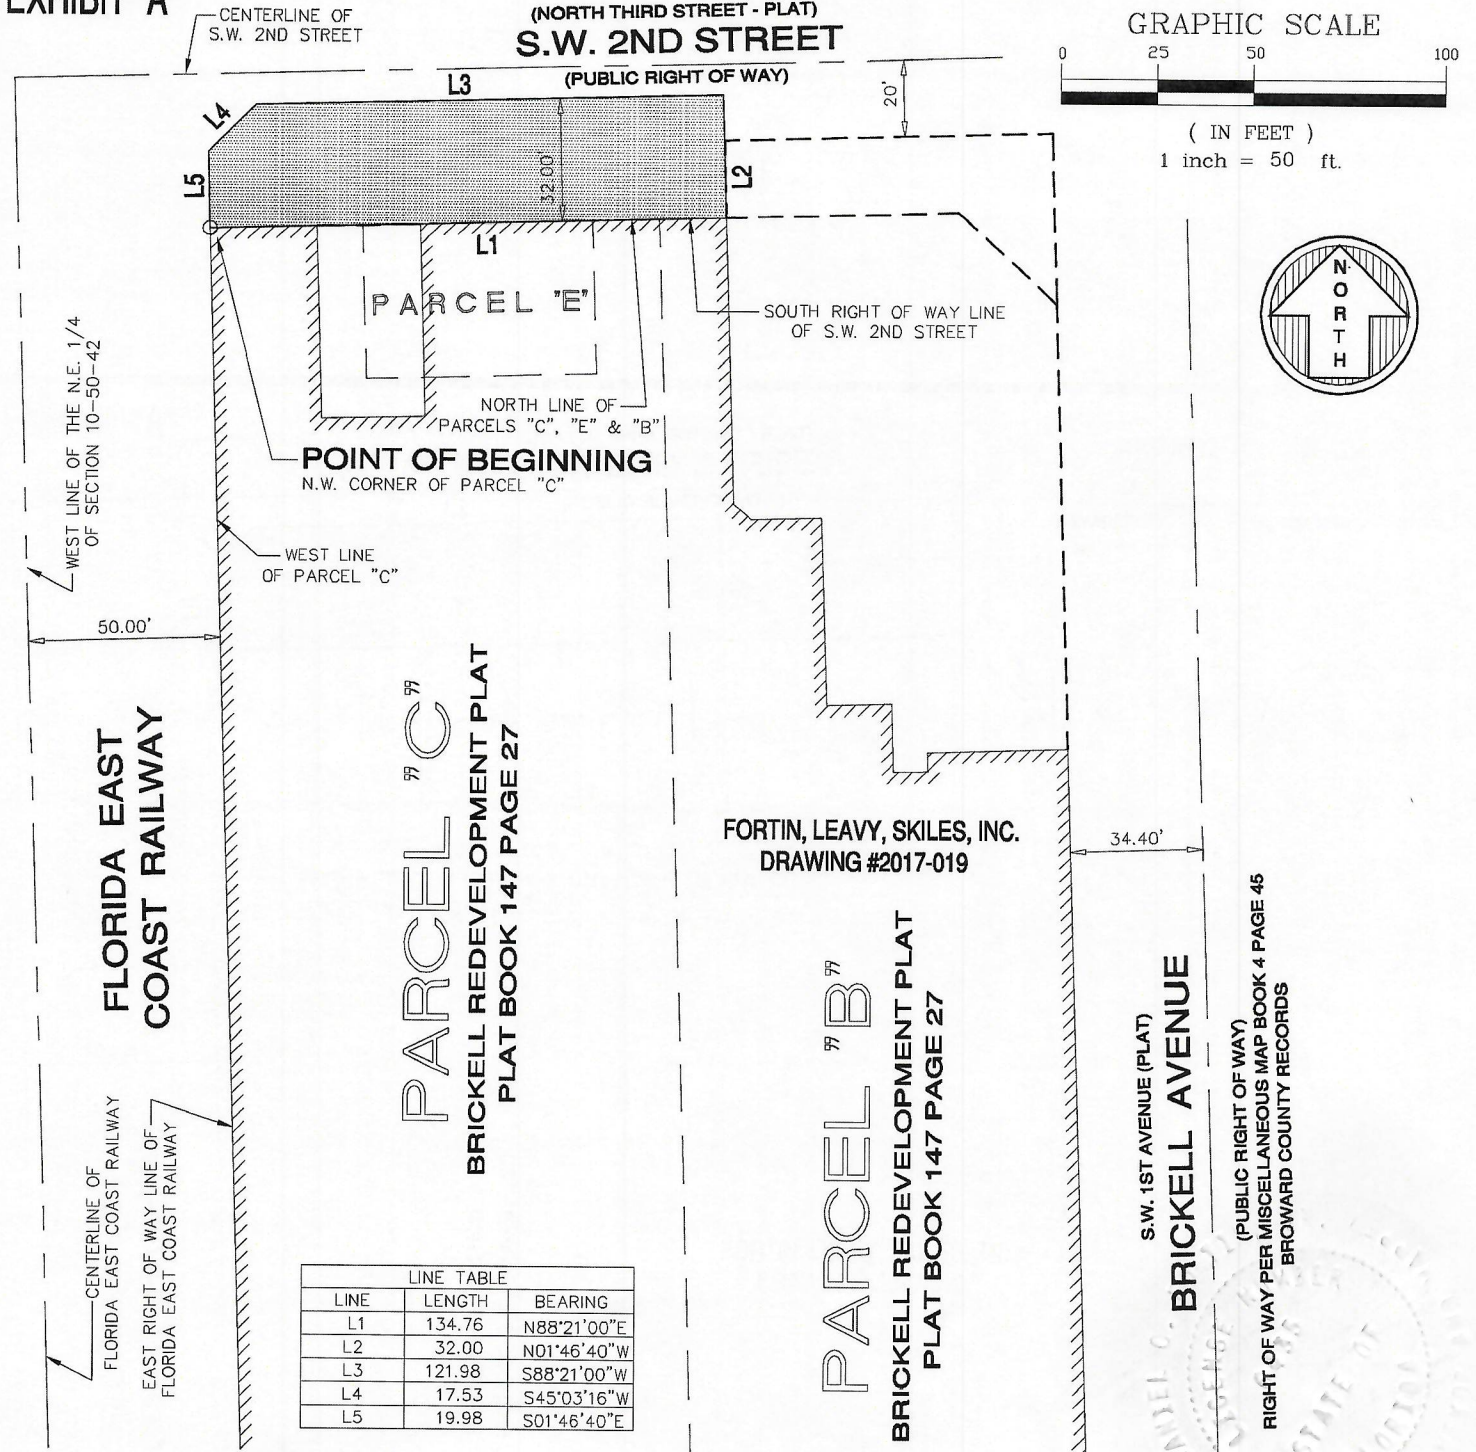 EXHIBIT A
CENTERLINE OF
S.W. 2ND STREET
(NORTH THIRD STREET - PLAT)
S.W. 2ND STREET
(PUBLIC RIGHT OF WAY)
GRAPHIC SCALE
0 25 50 100
( IN FEET )
1 inch = 50 ft.
20'
L3
L4
L5
L2
32.00'
L1
NORTH
PARCEL "E"
SOUTH RIGHT OF WAY LINE
OF S.W. 2ND STREET
WEST LINE OF THE N.E. 1/4
OF SECTION 10-50-42
NORTH LINE OF
PARCELS "C", "E" & "B"
POINT OF BEGINNING
N.W. CORNER OF PARCEL "C"
WEST LINE
OF PARCEL "C"
50.00'
FLORIDA EAST
COAST RAILWAY
PARCEL "C"
BRICKELL REDEVELOPMENT PLAT
PLAT BOOK 147 PAGE 27
FORTIN, LEAVY, SKILES, INC.
DRAWING #2017-019
34.40'
PARCEL "B"
BRICKELL REDEVELOPMENT PLAT
PLAT BOOK 147 PAGE 27
S.W. 1ST AVENUE (PLAT)
BRICKELL AVENUE
(PUBLIC RIGHT OF WAY)
RIGHT OF WAY PER MISCELLANEOUS MAP BOOK 4 PAGE 45
BROWARD COUNTY RECORDS
CENTERLINE OF
FLORIDA EAST COAST RAILWAY
EAST RIGHT OF WAY LINE OF
FLORIDA EAST COAST RAILWAY
LINE TABLE
LINE LENGTH BEARING
L1 134.76 N88°21'00"E
L2 32.00 N01°46'40"W
L3 121.98 S88°21'00"W
L4 17.53 S45°03'16"W
L5 19.98 S01°46'40"E
STATE OF